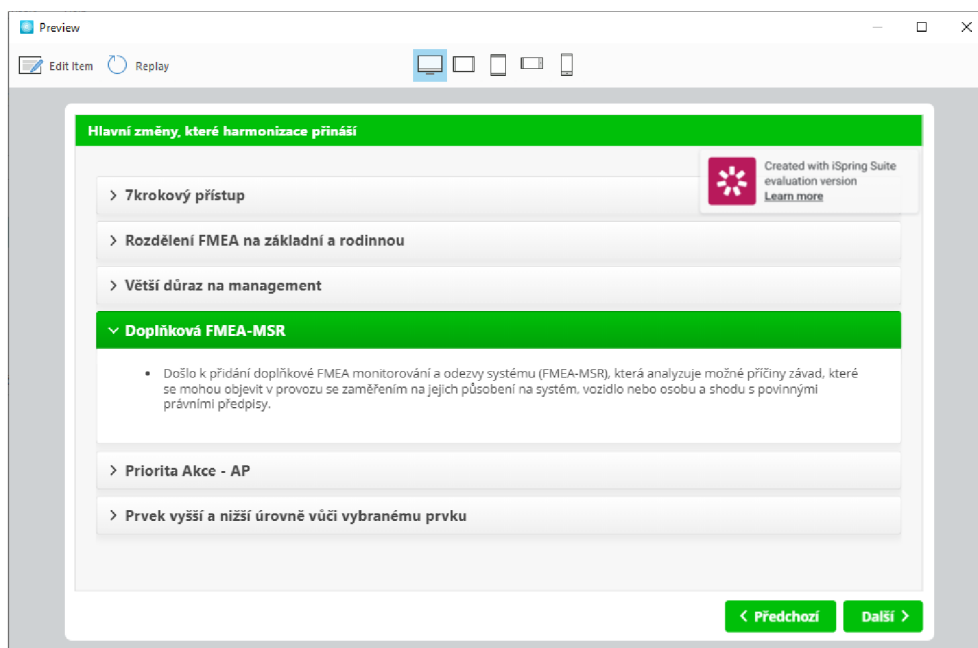 Preview
Edit Item Replay
Hlavní změny, které harmonizace přináší
Created with iSpring Suite
evaluation version
Learn more
7krokový přístup
Rozdělení FMEA na základní a rodinnou
Větší důraz na management
Doplňková FMEA-MSR
• Došlo k přidání doplňkové FMEA monitorování a odezvy systému (FMEA-MSR), která analyzuje možné příčiny závad, které
se mohou objevit v provozu se zaměřením na jejich působení na systém, vozidlo nebo osobu a shodu s povinnými
právními předpisy.
Priorita Akce - AP
Prvek vyšší a nižší úrovně vůči vybranému prvku
Předchozí Další